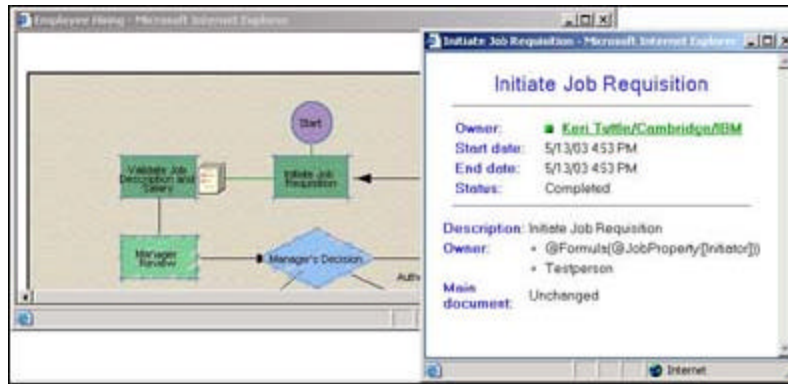 Employee Hiring - Microsoft Internet Explorer
Start
Validate Job
Description and
Salary
Initiate Job
Requisition
Manager
Review
Manager's Decision
Autho
Initiate Job Requisition - Microsoft Internet Explorer
Initiate Job Requisition
Owner: Keri Tuttle/Cambridge/IBM
Start date: 5/13/03 4:53 PM
End date: 5/13/03 4:53 PM
Status: Completed
Description: Initiate Job Requisition
Owner: • @Formula(@JobProperty([Initiator]))
• Testperson
Main
document: Unchanged
Internet